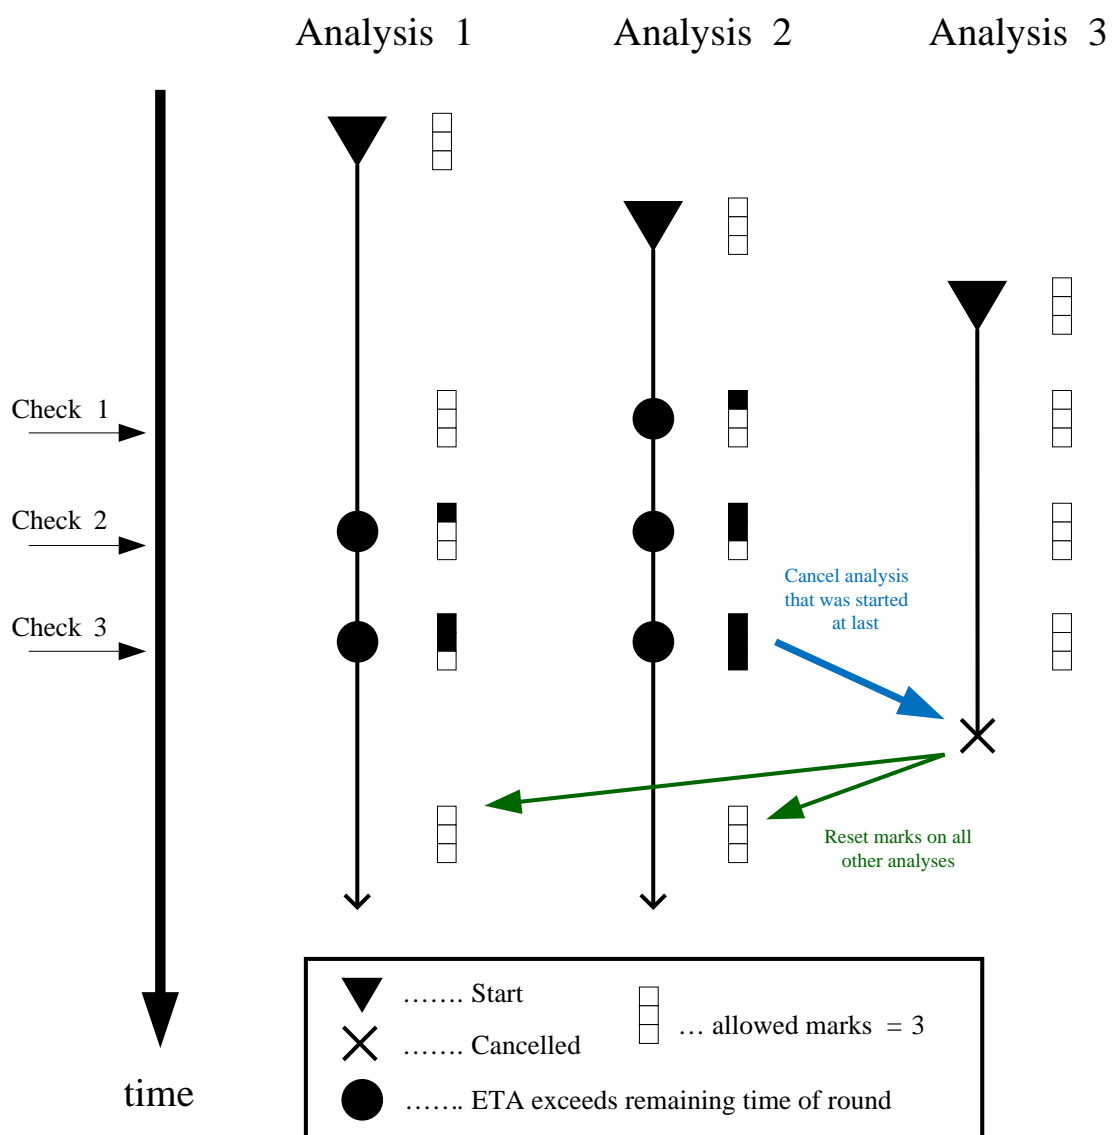 Analysis 1
Analysis 2
Analysis 3
Check 1
Check 2
Check 3
Cancel analysis
that was started
at last
Reset marks on all
other analyses
time
....... Start
....... Cancelled
....... ETA exceeds remaining time of round
... allowed marks = 3